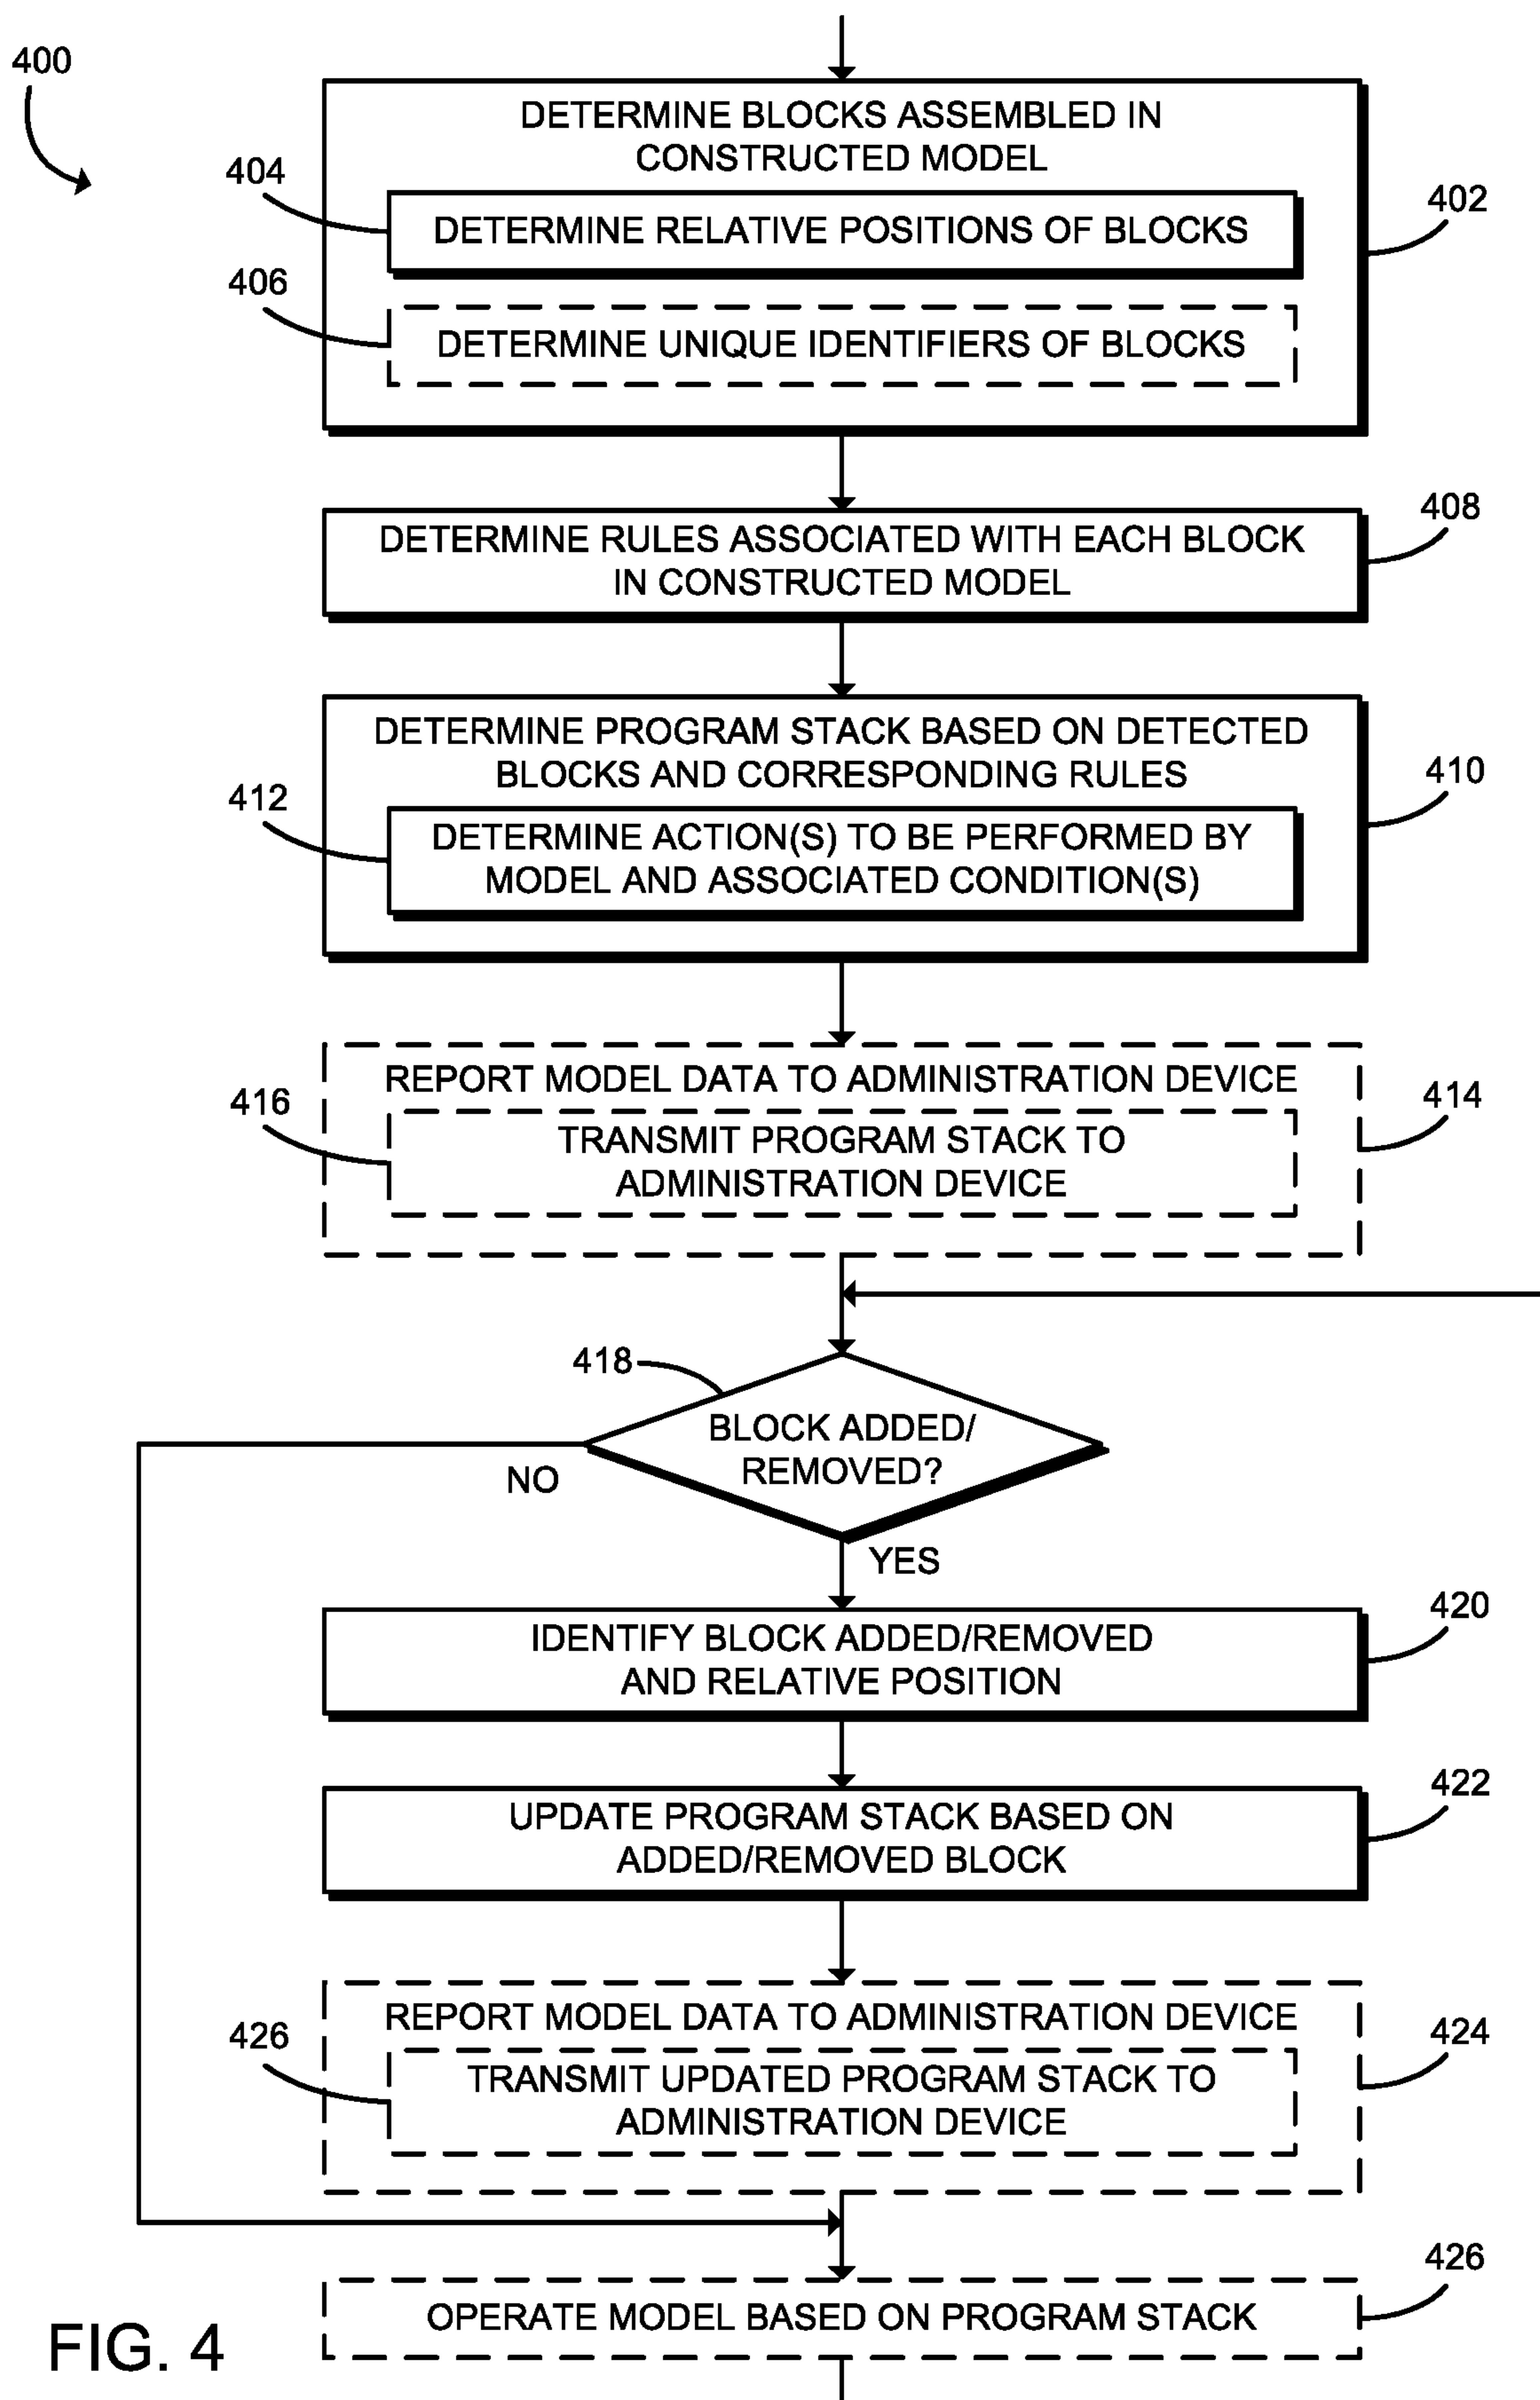 400
DETERMINE BLOCKS ASSEMBLED IN
CONSTRUCTED MODEL
404
402
DETERMINE RELATIVE POSITIONS OF BLOCKS
406
DETERMINE UNIQUE IDENTIFIERS OF BLOCKS
408
DETERMINE RULES ASSOCIATED WITH EACH BLOCK
IN CONSTRUCTED MODEL
DETERMINE PROGRAM STACK BASED ON DETECTED
BLOCKS AND CORRESPONDING RULES
410
412
DETERMINE ACTION(S) TO BE PERFORMED BY
MODEL AND ASSOCIATED CONDITION(S)
REPORT MODEL DATA TO ADMINISTRATION DEVICE
414
416
TRANSMIT PROGRAM STACK TO
ADMINISTRATION DEVICE
418
BLOCK ADDED/
REMOVED?
NO
YES
420
IDENTIFY BLOCK ADDED/REMOVED
AND RELATIVE POSITION
422
UPDATE PROGRAM STACK BASED ON
ADDED/REMOVED BLOCK
REPORT MODEL DATA TO ADMINISTRATION DEVICE
424
426
TRANSMIT UPDATED PROGRAM STACK TO
ADMINISTRATION DEVICE
426
OPERATE MODEL BASED ON PROGRAM STACK
FIG. 4